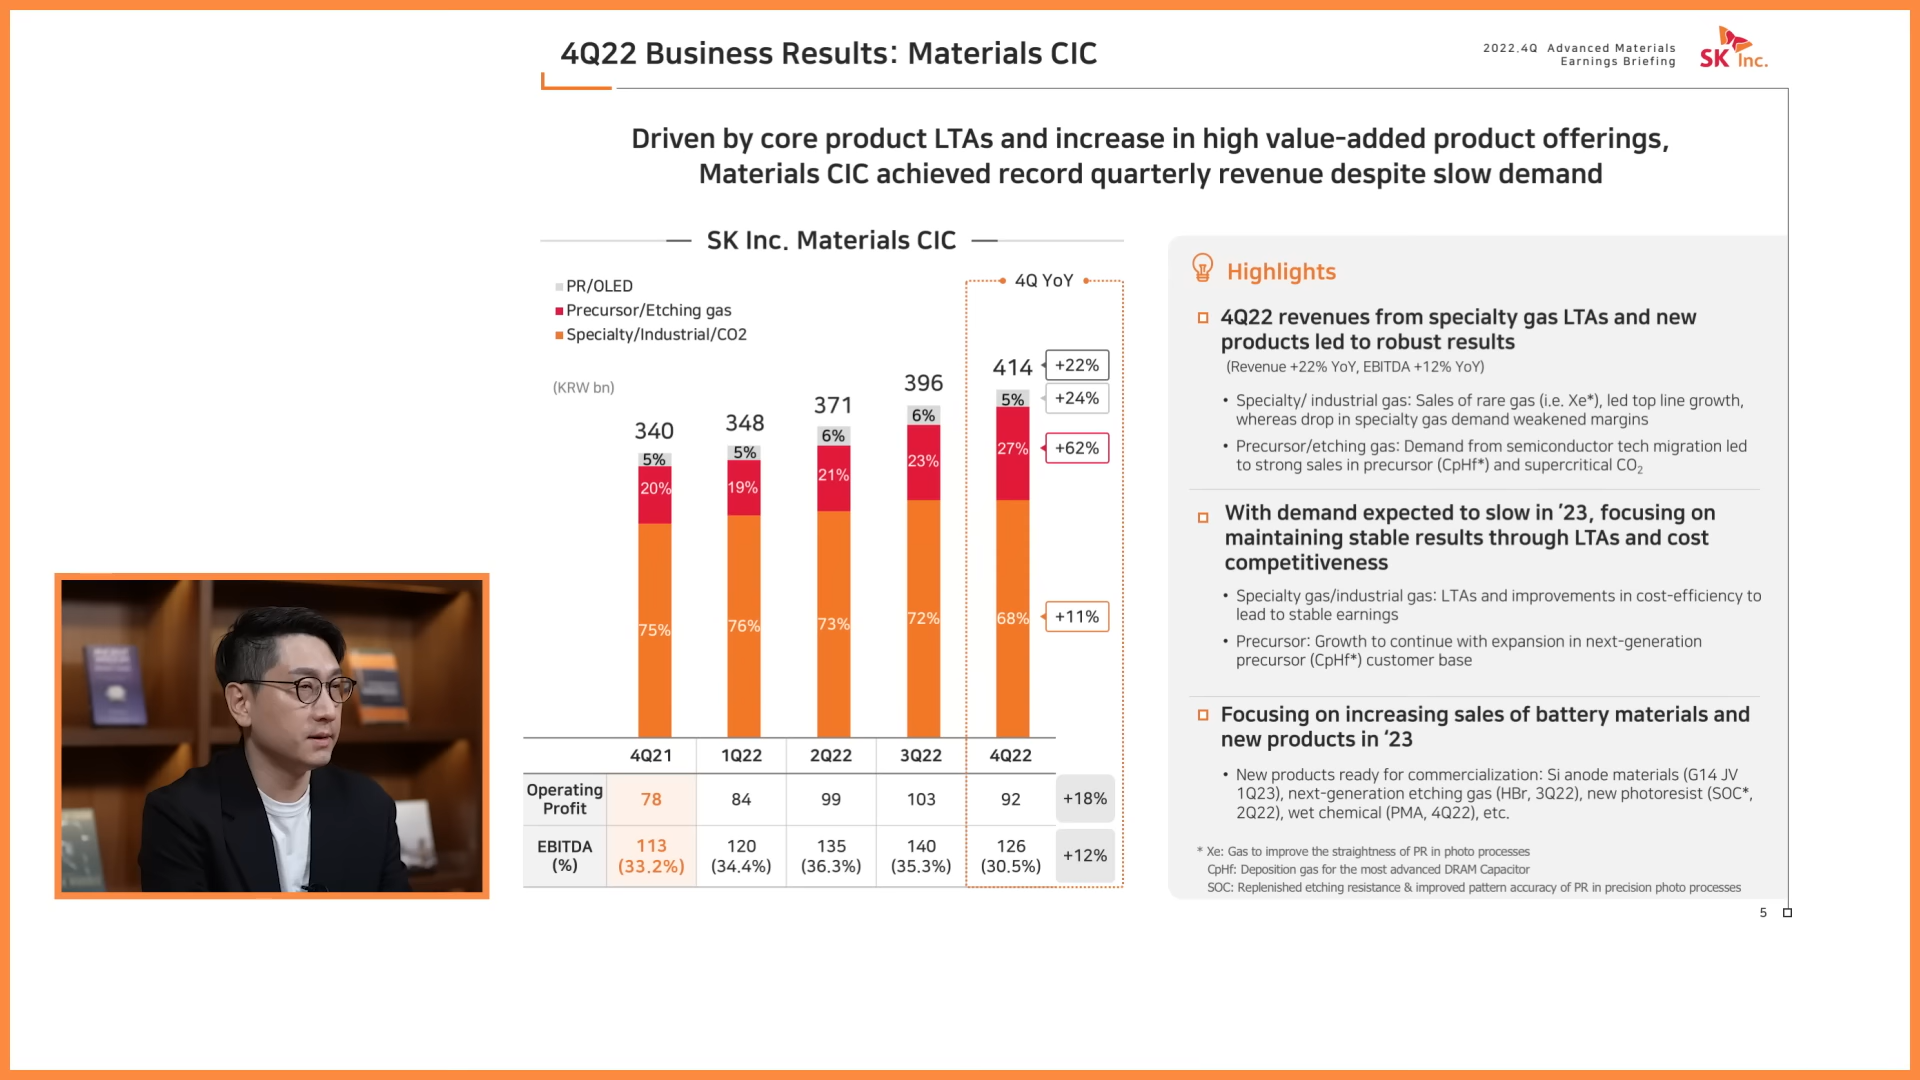 4Q22 Business Results: Materials CIC
2022.4Q Advanced Materials
Earnings Briefing
SK Inc.
Driven by core product LTAs and increase in high value-added product offerings,
Materials CIC achieved record quarterly revenue despite slow demand
SK Inc. Materials CIC
PR/OLED
Precursor/Etching gas
Specialty/Industrial/CO2
(KRW bn)
4Q YoY
340
348
371
396
414
+22%
5%
5%
6%
6%
5%
+24%
20%
19%
21%
23%
27%
+62%
75%
76%
73%
72%
68%
+11%
4Q21 1Q22 2Q22 3Q22 4Q22
Operating
Profit
78 84 99 103 92 +18%
EBITDA
(%)
113 120 135 140 126 +12%
(33.2%) (34.4%) (36.3%) (35.3%) (30.5%)
Highlights
4Q22 revenues from specialty gas LTAs and new
products led to robust results
(Revenue +22% YoY, EBITDA +12% YoY)
• Specialty/ industrial gas: Sales of rare gas (i.e. Xe*), led top line growth,
whereas drop in specialty gas demand weakened margins
• Precursor/etching gas: Demand from semiconductor tech migration led
to strong sales in precursor (CpHf*) and supercritical CO2
With demand expected to slow in ’23, focusing on
maintaining stable results through LTAs and cost
competitiveness
• Specialty gas/industrial gas: LTAs and improvements in cost-efficiency to
lead to stable earnings
• Precursor: Growth to continue with expansion in next-generation
precursor (CpHf*) customer base
Focusing on increasing sales of battery materials and
new products in ’23
• New products ready for commercialization: Si anode materials (G14 JV
1Q23), next-generation etching gas (HBr, 3Q22), new photoresist (SOC*,
2Q22), wet chemical (PMA, 4Q22), etc.
* Xe: Gas to improve the straightness of PR in photo processes
CpHf: Deposition gas for the most advanced DRAM Capacitor
SOC: Replenished etching resistance & improved pattern accuracy of PR in precision photo processes
5